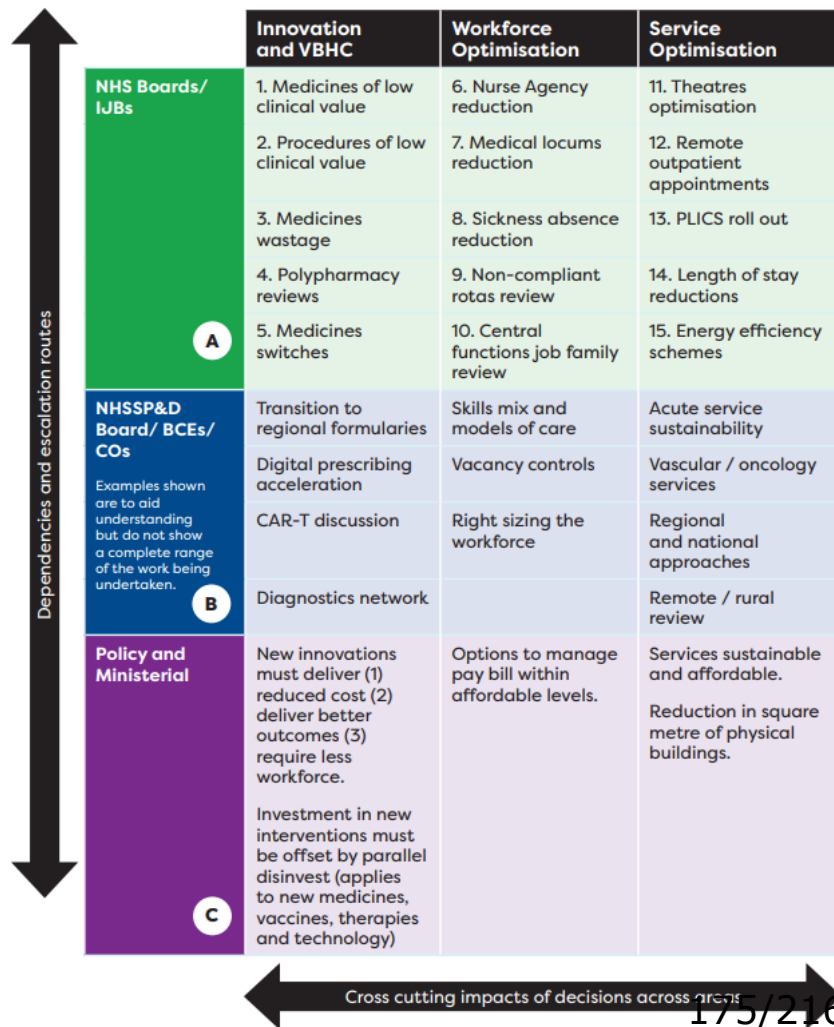 Innovation
and VBHC
Workforce
Optimisation
Service
Optimisation
NHS Boards/
IJBs
A
1. Medicines of low
clinical value
6. Nurse Agency
reduction
11. Theatres
optimisation
2. Procedures of low
clinical value
7. Medical locums
reduction
12. Remote
outpatient
appointments
3. Medicines
wastage
8. Sickness absence
reduction
13. PLICS roll out
4. Polypharmacy
reviews
9. Non-compliant
rotas review
14. Length of stay
reductions
5. Medicines
switches
10. Central
functions job family
review
15. Energy efficiency
schemes
NHSSP&D
Board/ BCEs/
COs
Examples shown
are to aid
understanding
but do not show
a complete range
of the work being
undertaken.
B
Transition to
regional formularies
Skills mix and
models of care
Acute service
sustainability
Digital prescribing
acceleration
Vacancy controls
Vascular / oncology
services
CAR-T discussion
Right sizing the
workforce
Regional
and national
approaches
Diagnostics network
Remote / rural
review
Policy and
Ministerial
C
New innovations
must deliver (1)
reduced cost (2)
deliver better
outcomes (3)
require less
workforce.
Investment in new
interventions must
be offset by parallel
disinvest (applies
to new medicines,
vaccines, therapies
and technology)
Options to manage
pay bill within
affordable levels.
Services sustainable
and affordable.
Reduction in square
metre of physical
buildings.
Dependencies and escalation routes
Cross cutting impacts of decisions across areas
175/216